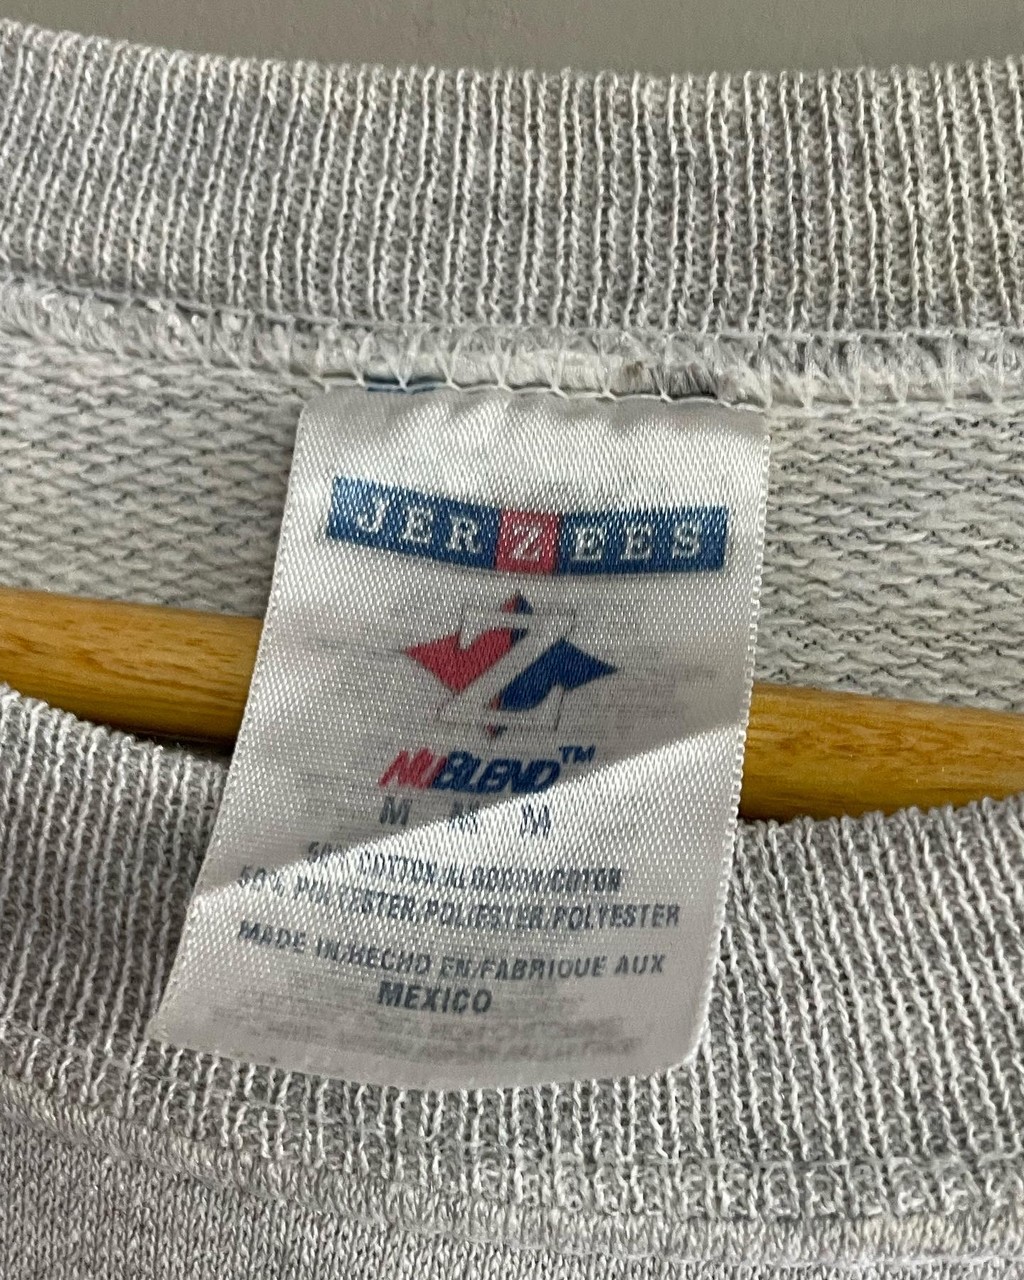 JERZEES
Z
NUBLEND™
M M M
50% COTTON/ALGODON/COTON
50% POLYESTER/POLIESTER/POLYESTER
MADE IN/HECHO EN/FABRIQUE AUX
MEXICO